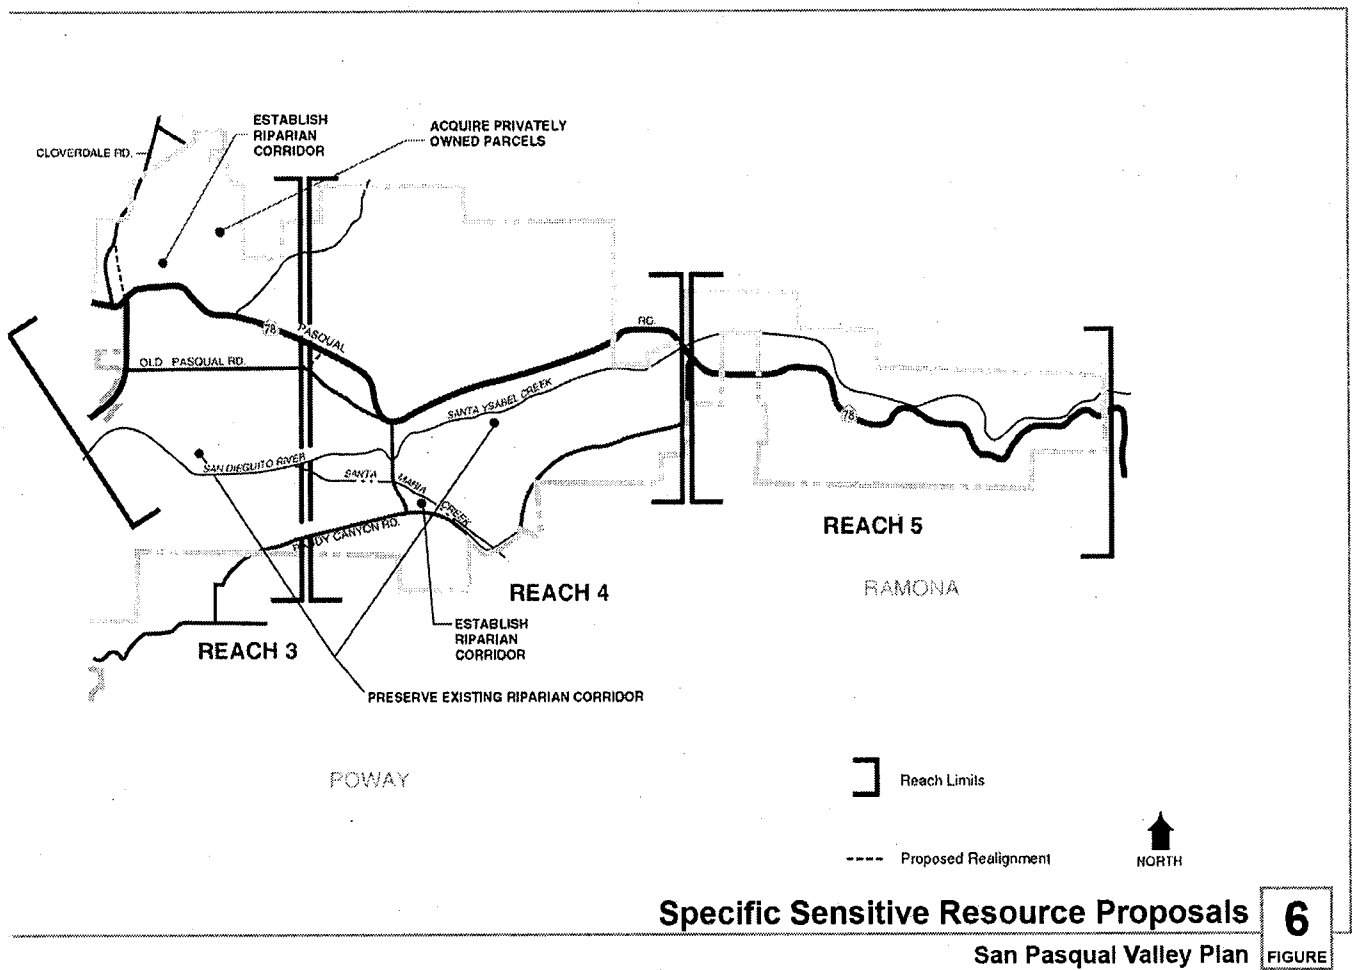 ESTABLISH
RIPARIAN
CORRIDOR
ACQUIRE PRIVATELY
OWNED PARCELS
CLOVERDALE RD.
78
PASQUAL
RD.
OLD PASQUAL RD.
SANTA YSABEL CREEK
78
SAN DIEGUITO RIVER
SANTA
MARIA
CREEK
CANYON RD.
REACH 5
RAMONA
REACH 4
ESTABLISH
RIPARIAN
CORRIDOR
REACH 3
PRESERVE EXISTING RIPARIAN CORRIDOR
POWAY
Reach Limits
Proposed Realignment
NORTH
Specific Sensitive Resource Proposals
San Pasqual Valley Plan
6
FIGURE